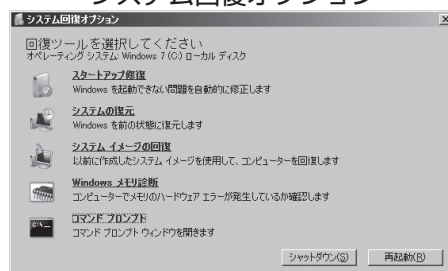 システム回復オプション
システム回復オプション
回復ツールを選択してください
オペレーティング システム: Windows 7 (C:) ローカル ディスク
スタートアップ修復
Windows を起動できない問題を自動的に修正します
システムの復元
Windows を前の状態に復元します
システム イメージの回復
以前に作成したシステム イメージを使用して、コンピューターを回復します
Windows メモリ診断
コンピューターでメモリのハードウェア エラーが発生しているか確認します
コマンド プロンプト
コマンド プロンプト ウィンドウを開きます
シャットダウン(S)
再起動(R)